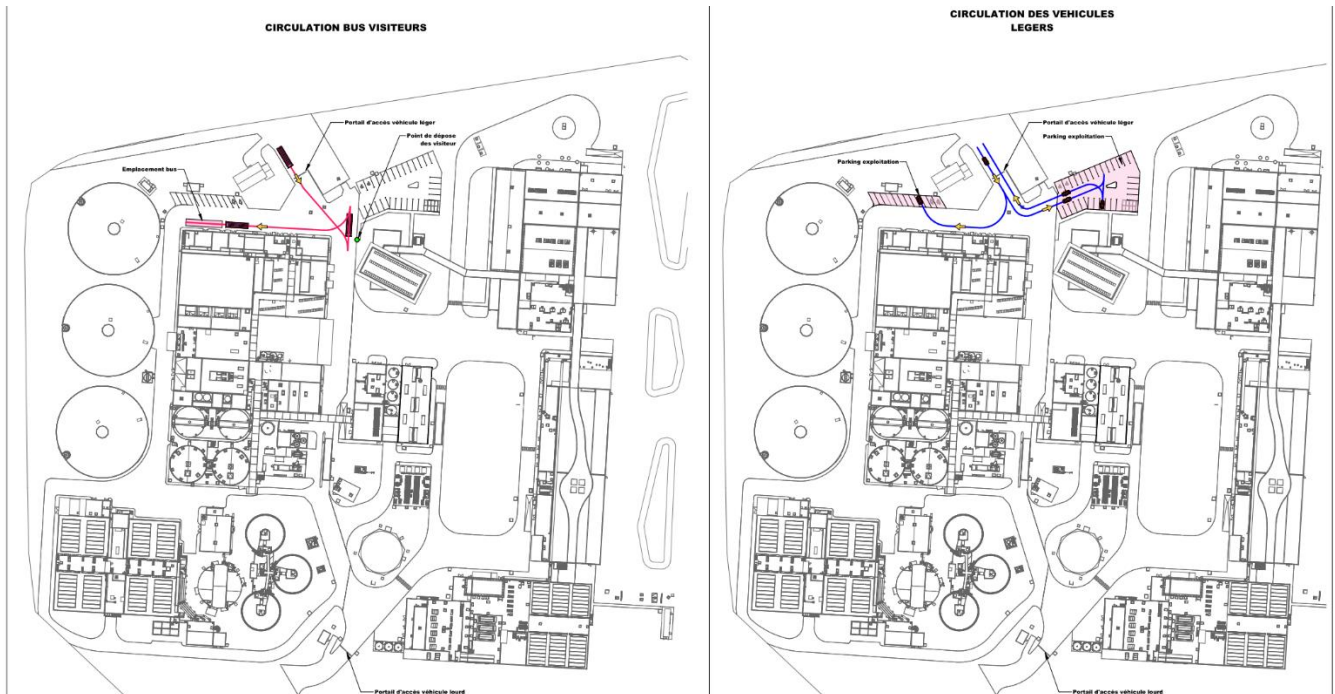 CIRCULATION BUS VISITEURS
Portail d'accès véhicule léger
Point de dépose
des visiteur
Emplacement bus
Portail d'accès véhicule lourd
CIRCULATION DES VEHICULES
LEGERS
Portail d'accès véhicule léger
Parking exploitation
Parking exploitation
Portail d'accès véhicule lourd